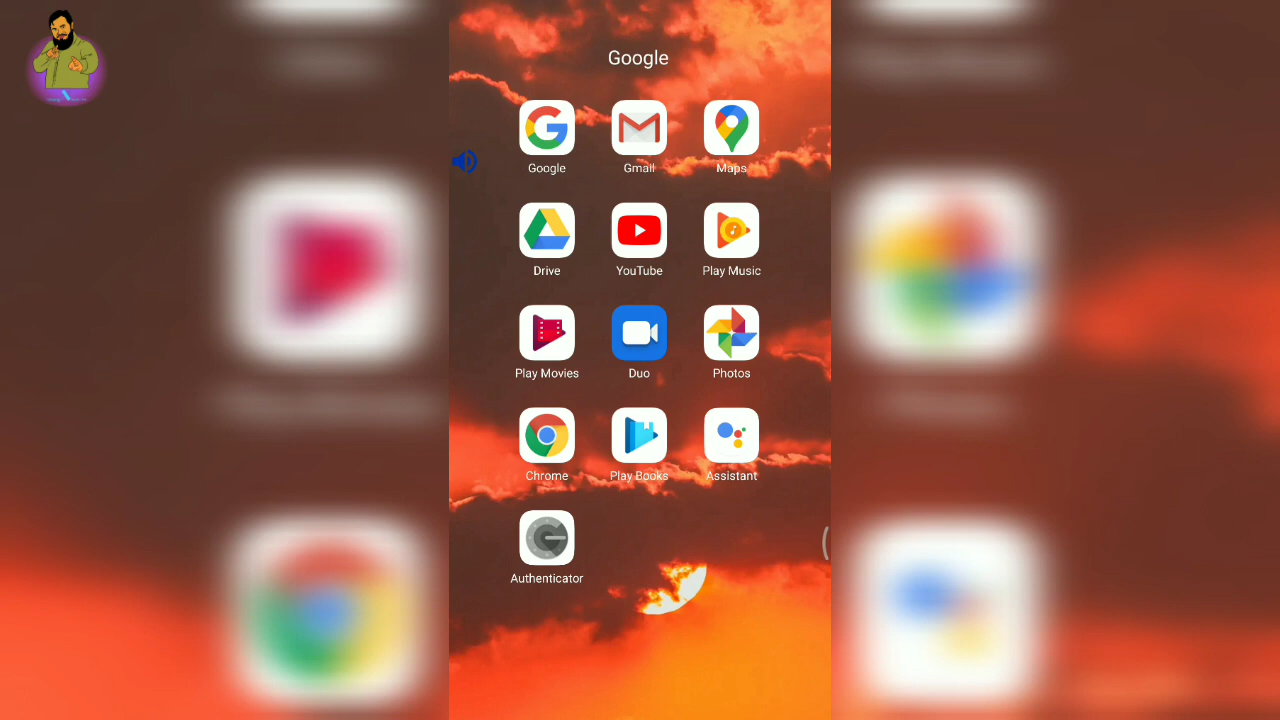 Google
Google
Gmail
Maps
Drive
YouTube
Play Music
Play Movies
Duo
Photos
Chrome
Play Books
Assistant
Authenticator